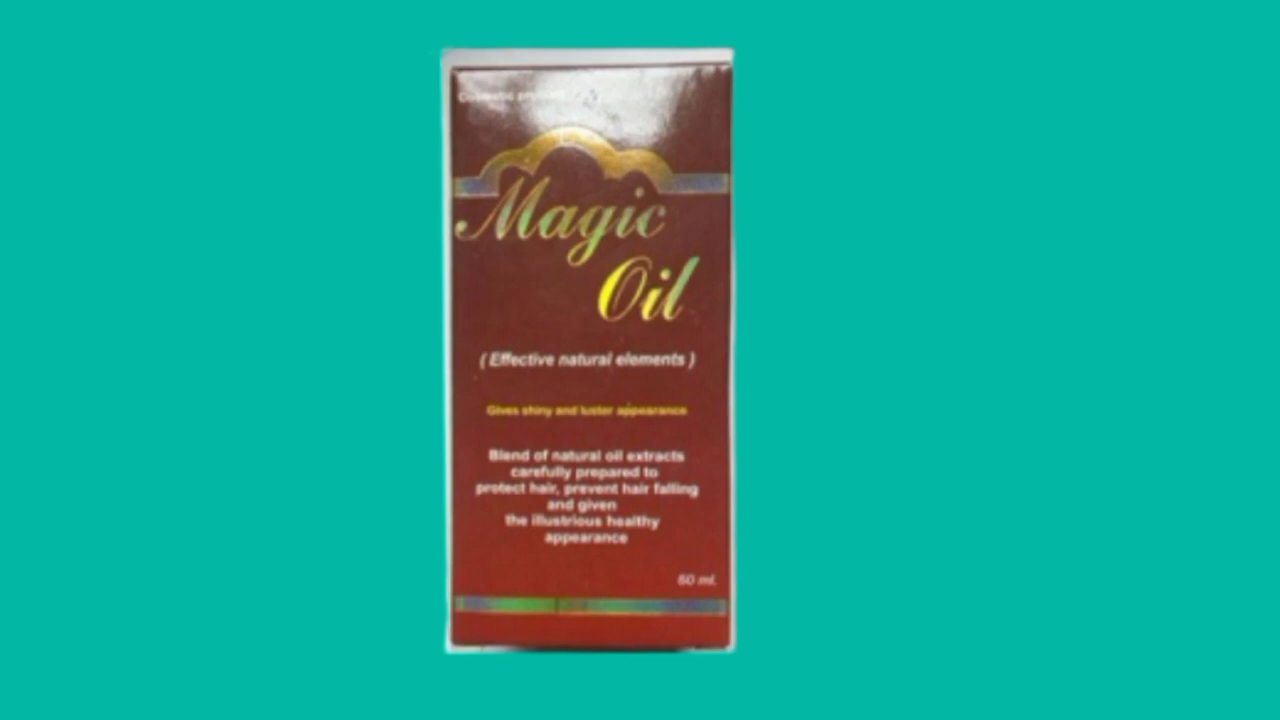 Cosmetic
Magic
Oil
( Effective natural elements )
Gives shiny and luster appearance
Blend of natural oil extracts
carefully prepared to
protect hair, prevent hair falling
and given
the illustrious healthy
appearance
60 ml.